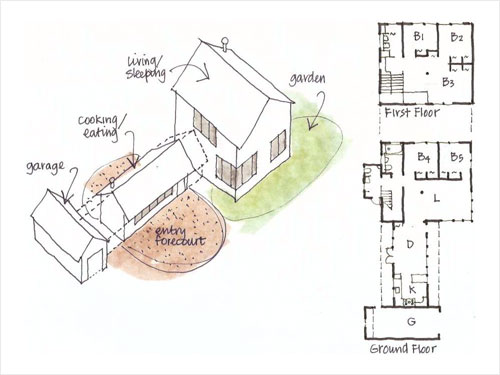 living/
sleeping
garden
cooking/
eating
garage
entry
forecourt
B1
B2
B3
First Floor
B4
B5
L
D
K
G
Ground Floor